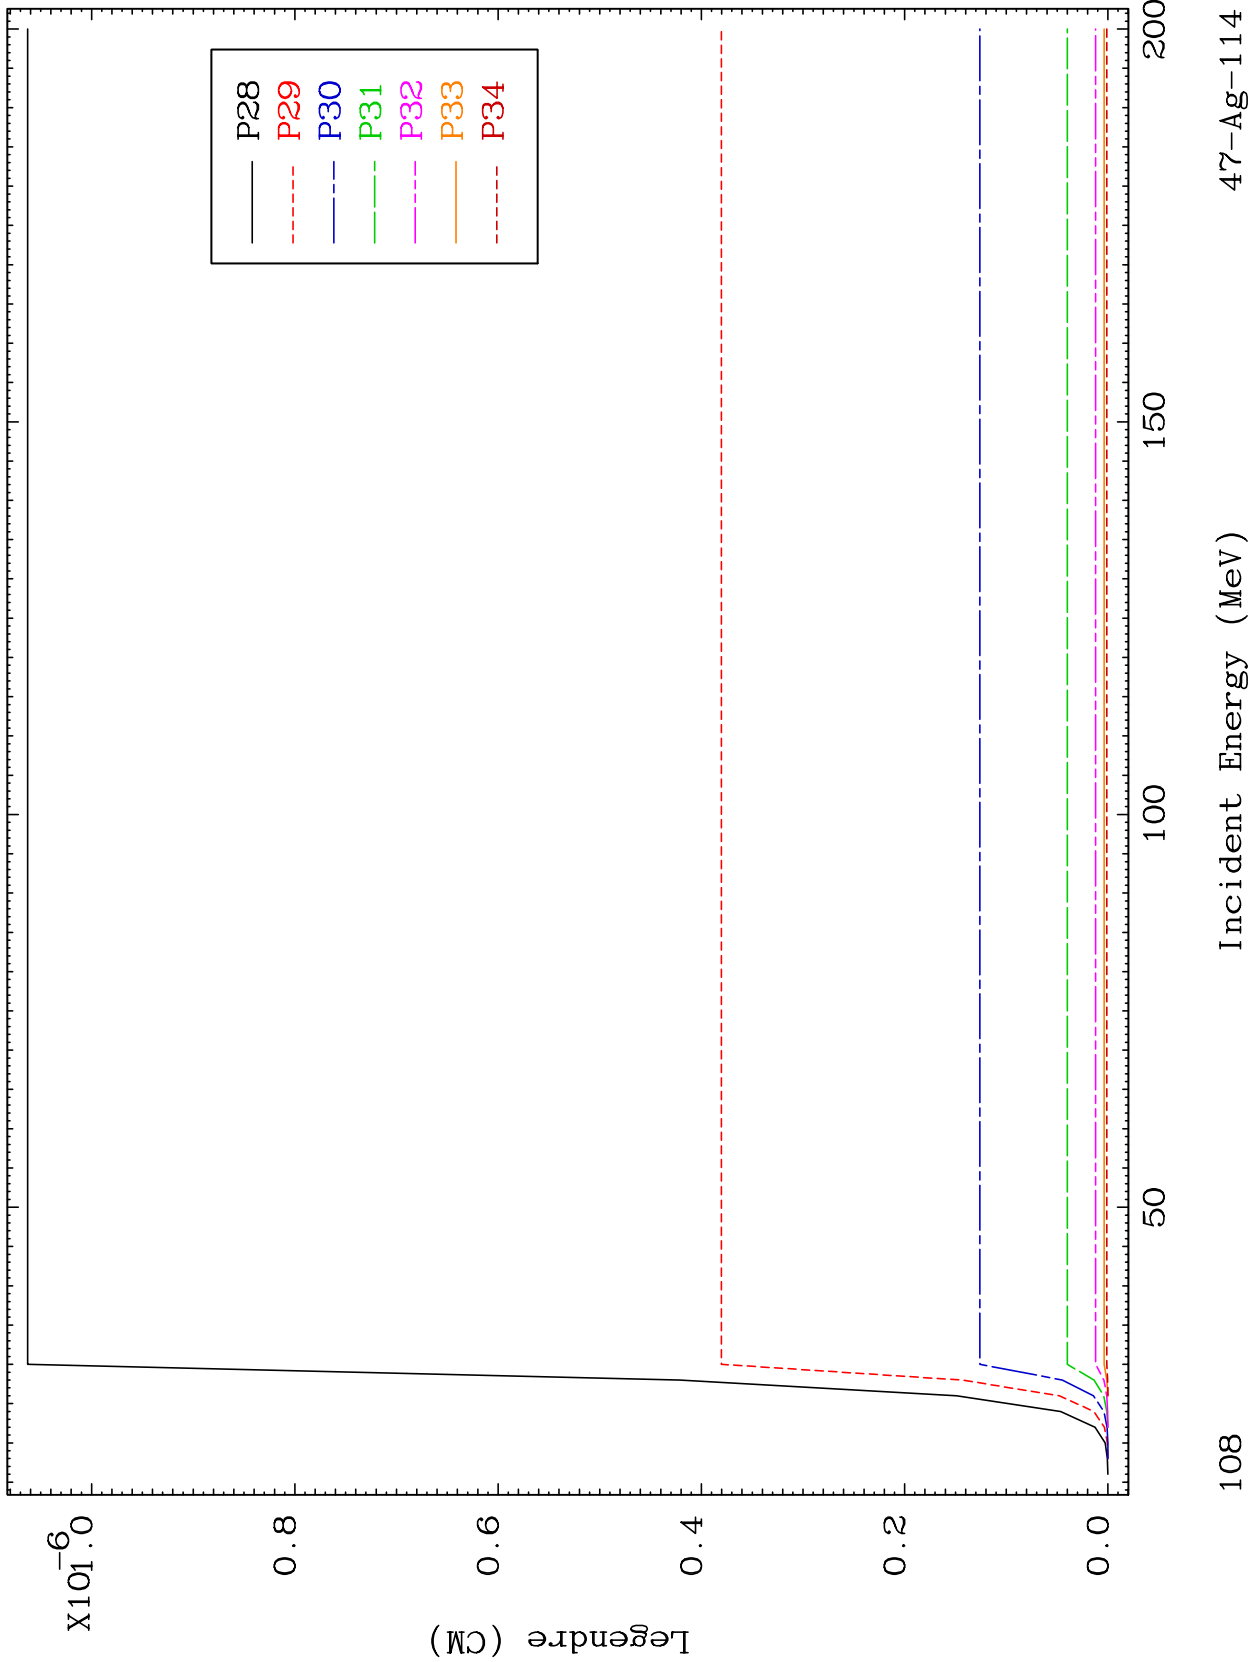 X10-6
1.0
0.8
0.6
0.4
0.2
0.0
Legendre (CM)
P28
P29
P30
P31
P32
P33
P34
50
100
150
200
108
Incident Energy (MeV)
47-Ag-114